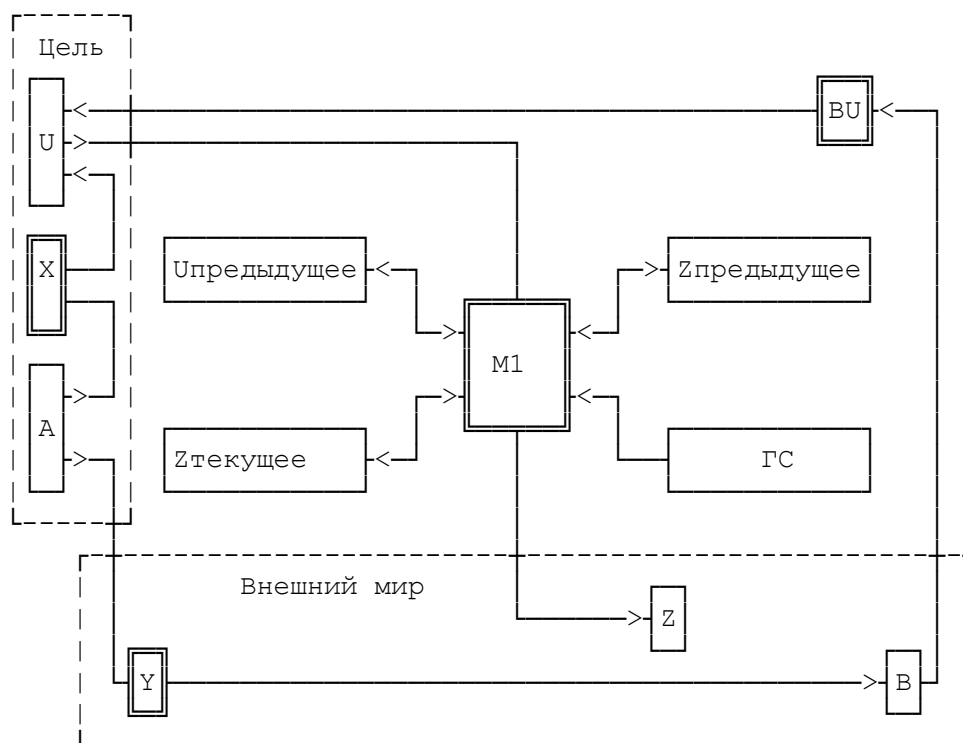 Цель
U
BU
X
Uпредыдущее
Zпредыдущее
M1
A
Zтекущее
ГС
Внешний мир
Z
Y
B